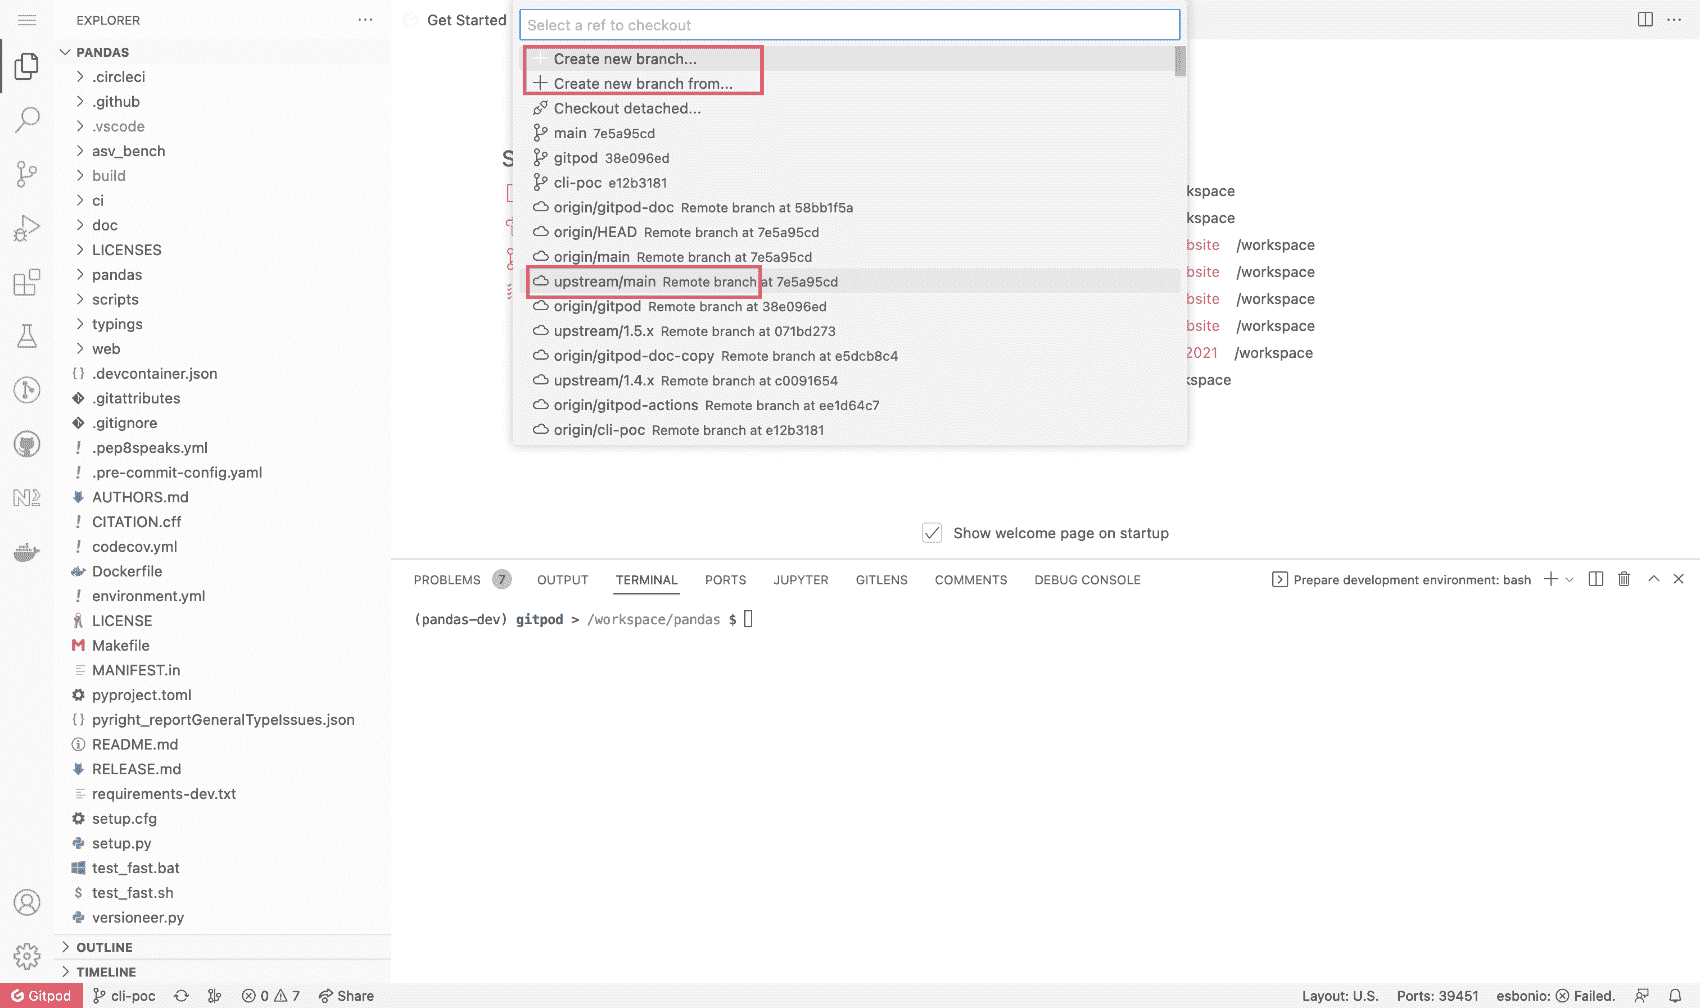 EXPLORER
PANDAS
.circleci
.github
.vscode
asv_bench
build
ci
doc
LICENSES
pandas
scripts
typings
web
.devcontainer.json
.gitattributes
.gitignore
.pep8speaks.yml
.pre-commit-config.yaml
AUTHORS.md
CITATION.cff
codecov.yml
Dockerfile
environment.yml
LICENSE
Makefile
MANIFEST.in
pyproject.toml
pyright_reportGeneralTypeIssues.json
README.md
RELEASE.md
requirements-dev.txt
setup.cfg
setup.py
test_fast.bat
test_fast.sh
versioneer.py
OUTLINE
TIMELINE
Get Started
Select a ref to checkout
Create new branch...
Create new branch from...
Checkout detached...
main 7e5a95cd
gitpod 38e096ed
cli-poc e12b3181
origin/gitpod-doc Remote branch at 58bb1f5a
origin/HEAD Remote branch at 7e5a95cd
origin/main Remote branch at 7e5a95cd
upstream/main Remote branch at 7e5a95cd
origin/gitpod Remote branch at 38e096ed
upstream/1.5.x Remote branch at 071bd273
origin/gitpod-doc-copy Remote branch at e5dcb8c4
upstream/1.4.x Remote branch at c0091654
origin/gitpod-actions Remote branch at ee1d64c7
origin/cli-poc Remote branch at e12b3181
S
kspace
kspace
bsite /workspace
bsite /workspace
bsite /workspace
bsite /workspace
2021 /workspace
kspace
Show welcome page on startup
PROBLEMS 7 OUTPUT TERMINAL PORTS JUPYTER GITLENS COMMENTS DEBUG CONSOLE Prepare development environment: bash
(pandas-dev) gitpod > /workspace/pandas $
Gitpod cli-poc 0 7 Share Layout: U.S. Ports: 39451 esbonio: Failed.